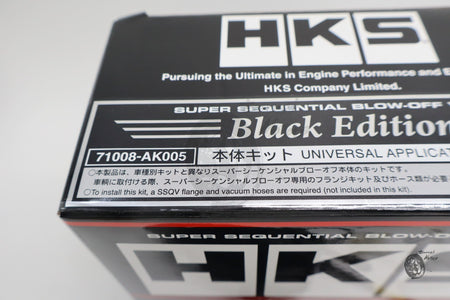 HKS
Pursuing the Ultimate in Engine Performance and E
HKS Company Limited.
SUPER SEQUENTIAL BLOW-OFF
Black Edition
71008-AK005 本体キット UNIVERSAL APPLICAT
○本品は、車種別キットと異なりスーパーシーケンシャルブローオフ本体のキットです。
車輌に取付ける際、スーパーシーケンシャルブローオフ専用のフランジキット及びホース類が必要
○To install this kit, a SSQV flange and vacuum hoses are required (not included in this kit).
SUPER SEQUENTIAL BLOW-O
HKS